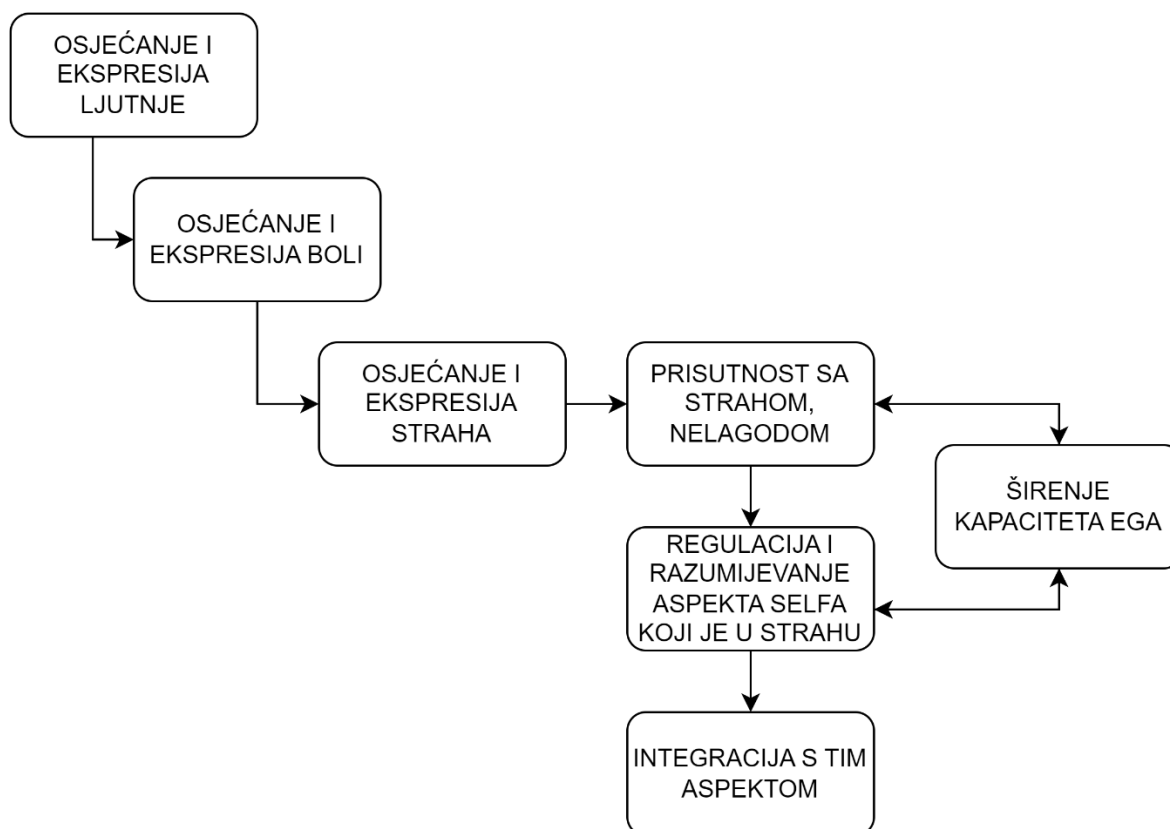 OSJEĆANJE I
EKSPRESIJA
LJUTNJE
OSJEĆANJE I
EKSPRESIJA BOLI
OSJEĆANJE I
EKSPRESIJA
STRAHA
PRISUTNOST SA
STRAHOM,
NELAGODOM
ŠIRENJE
KAPACITETA EGA
REGULACIJA I
RAZUMIJEVANJE
ASPEKTA SELFA
KOJI JE U STRAHU
INTEGRACIJA S TIM
ASPEKTOM